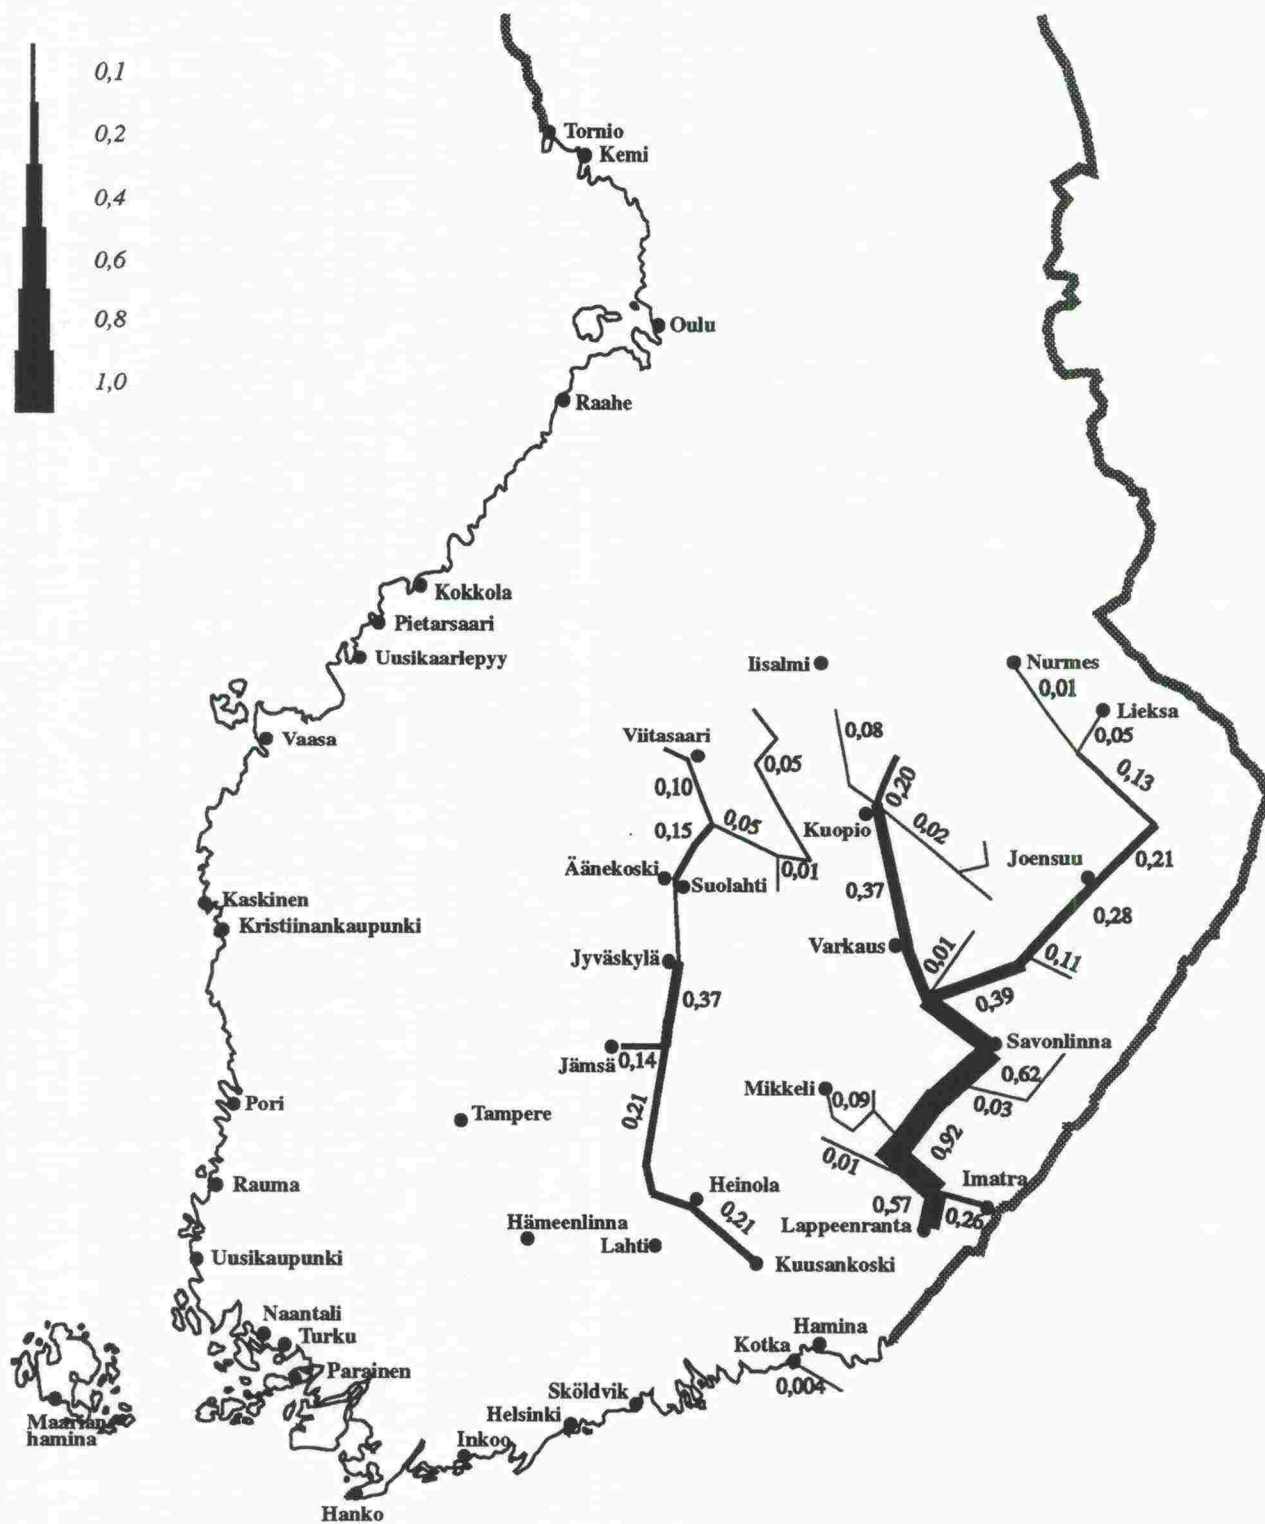 0,1
0,2
0,4
0,6
0,8
1,0
Tornio
Kemi
Oulu
Raahe
Kokkola
Pietarsaari
Uusikaarlepyy
Vaasa
Kaskinen
Kristiinankaupunki
Pori
Rauma
Uusikaupunki
Naantali
Turku
Parainen
Maarian-
hamina
Hanko
Inkoo
Helsinki
Sköldvik
Kotka
Hamina
0,004
Tampere
Hämeenlinna
Lahti
Iisalmi
Nurmes
0,01
Lieksa
0,05
0,13
0,21
Joensuu
0,28
0,11
0,39
Viitasaari
0,10
0,15
0,05
0,05
0,01
Äänekoski
Suolahti
Jyväskylä
0,37
Jämsä
0,14
0,21
Heinola
0,21
Kuusankoski
0,08
0,20
Kuopio
0,02
0,37
Varkaus
0,01
Savonlinna
0,62
0,03
Mikkeli
0,09
0,92
0,01
Imatra
0,57
0,26
Lappeenranta